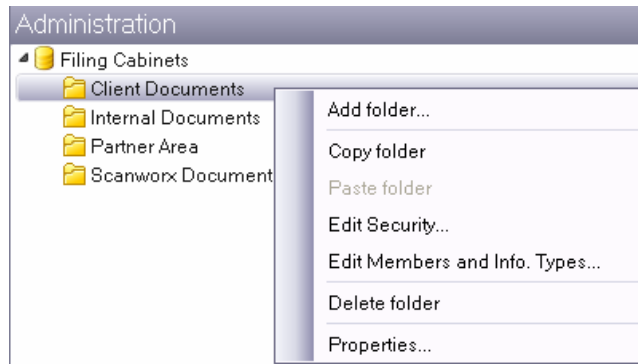 Administration
Filing Cabinets
Client Documents
Internal Documents
Partner Area
Scanworx Document
Add folder...
Copy folder
Paste folder
Edit Security...
Edit Members and Info. Types...
Delete folder
Properties...